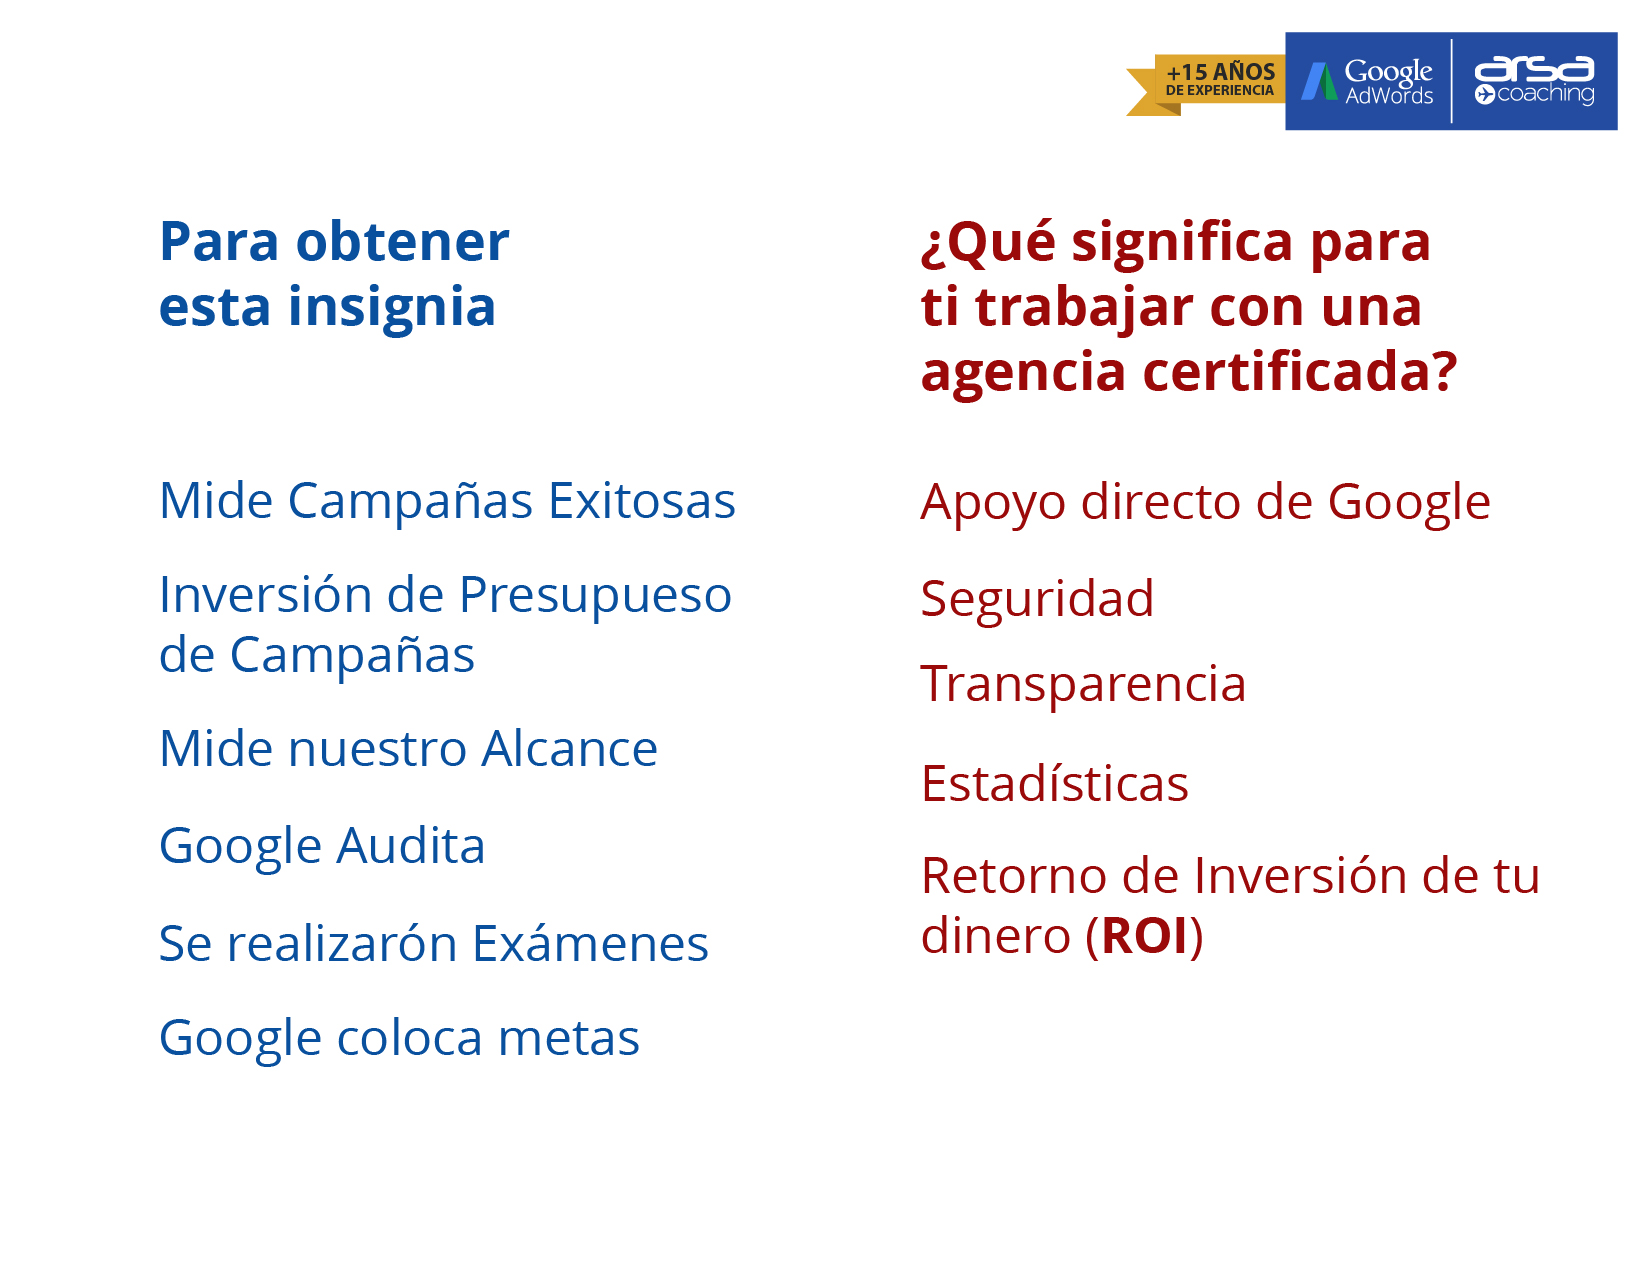 +15 AÑOS
DE EXPERIENCIA
Google
AdWords
arsa
coaching
Para obtener
esta insignia
Mide Campañas Exitosas
Inversión de Presupueso
de Campañas
Mide nuestro Alcance
Google Audita
Se realizarón Exámenes
Google coloca metas
¿Qué significa para
ti trabajar con una
agencia certificada?
Apoyo directo de Google
Seguridad
Transparencia
Estadísticas
Retorno de Inversión de tu
dinero (ROI)